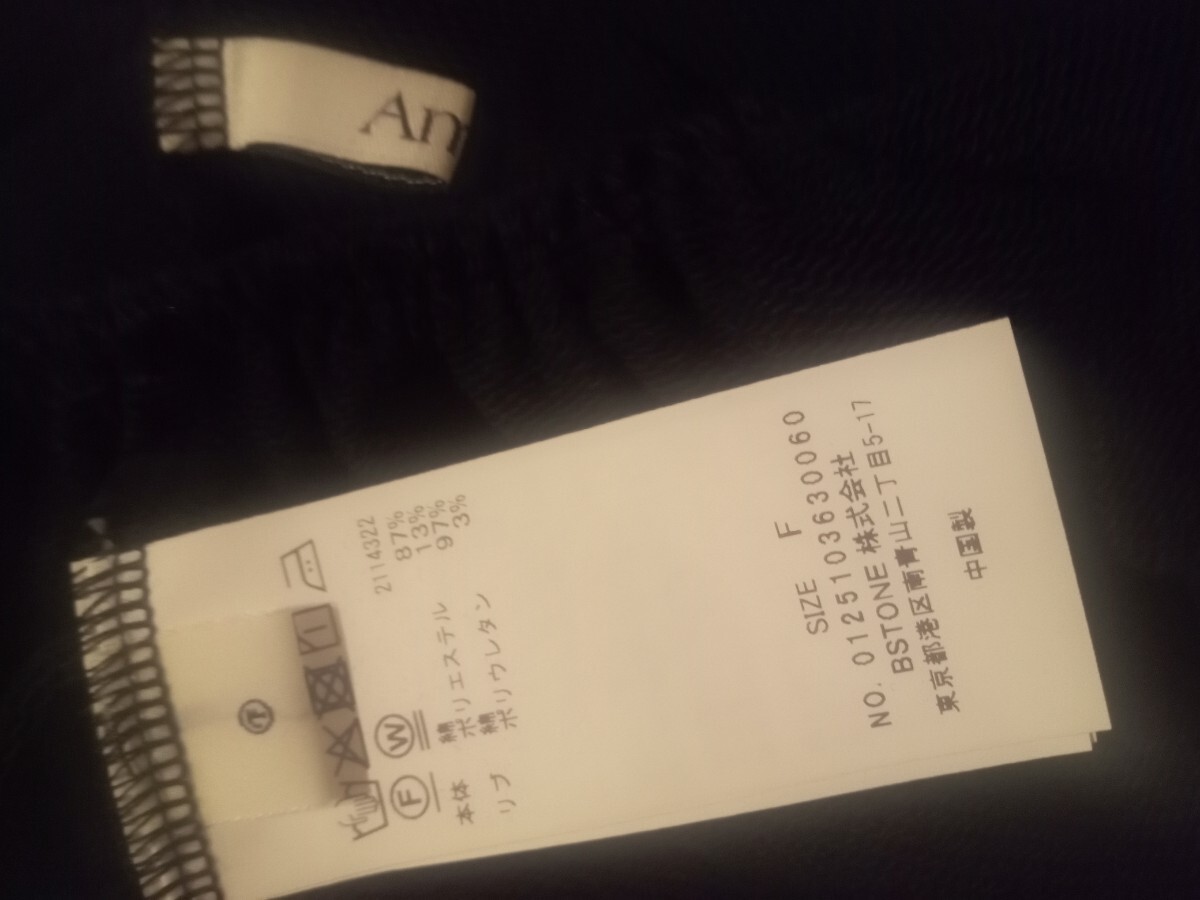 Am
2114322
本体 綿 87%
ポリエステル 13%
リブ 綿 97%
ポリウレタン 3%
F
W
SIZE F
NO. 0125103630060
BSTONE 株式会社
東京都港区南青山二丁目5-17
中国製